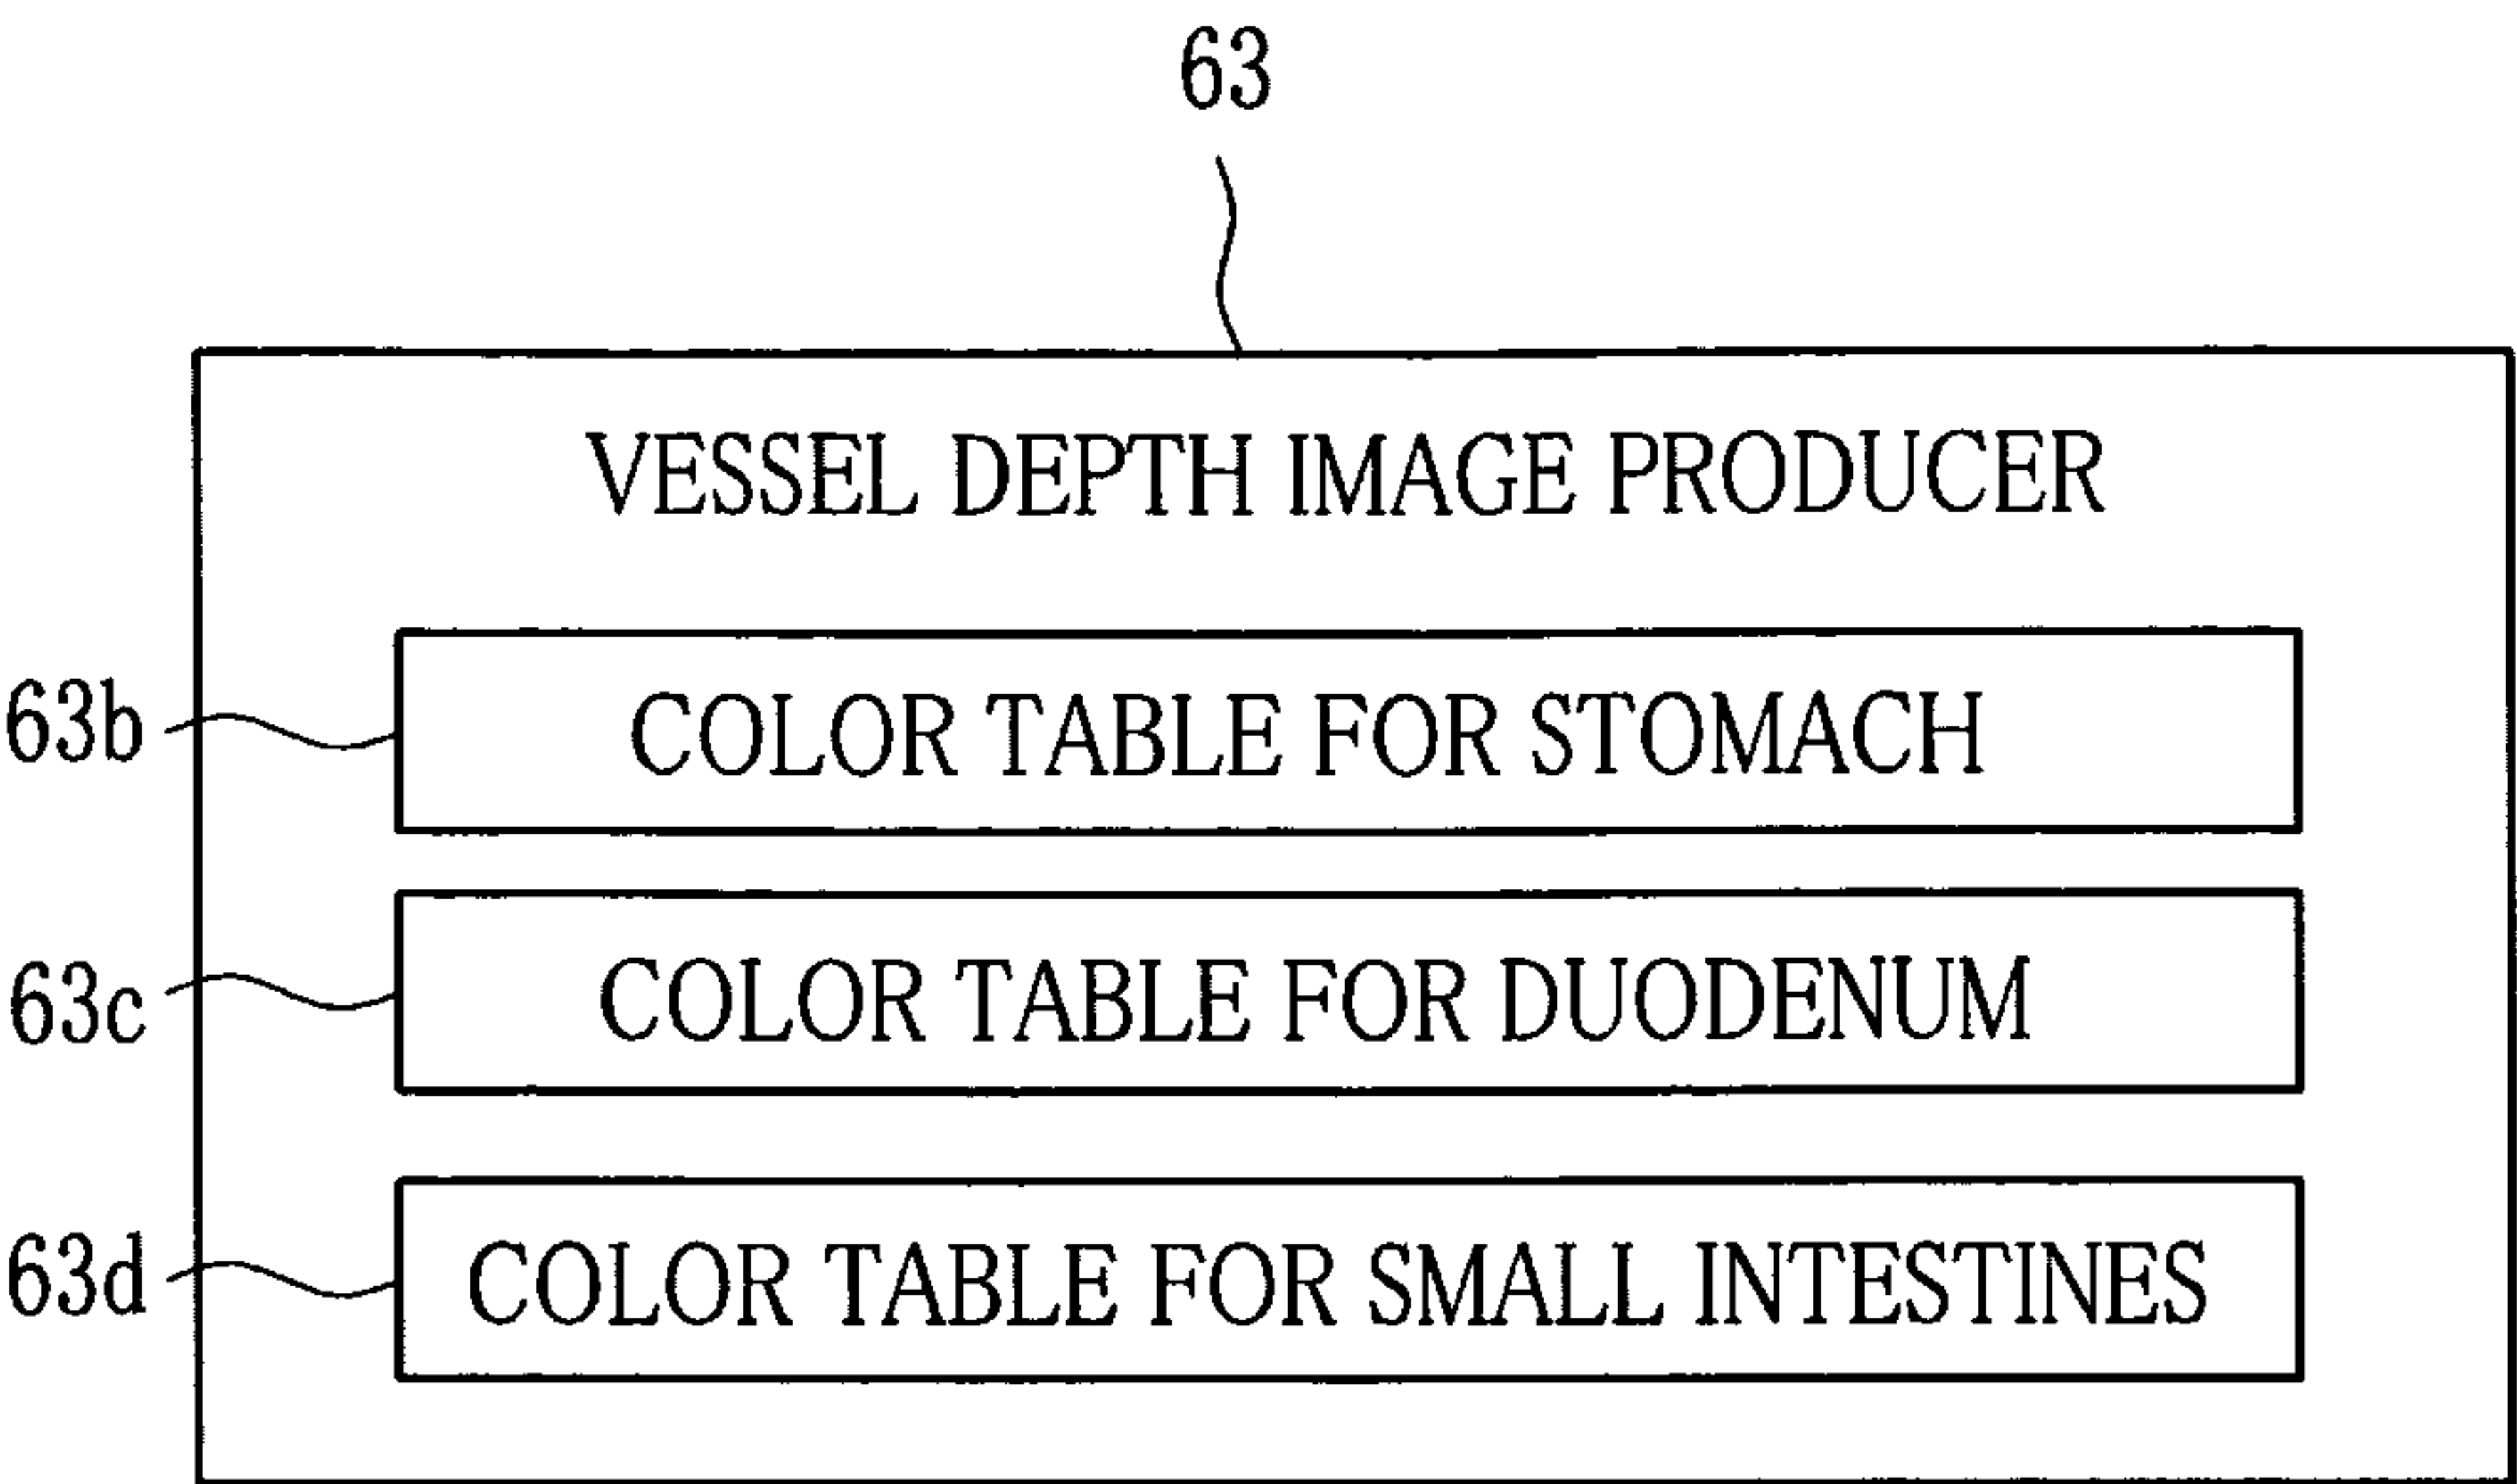 63
VESSEL DEPTH IMAGE PRODUCER
63b COLOR TABLE FOR STOMACH
63c COLOR TABLE FOR DUODENUM
63d COLOR TABLE FOR SMALL INTESTINES